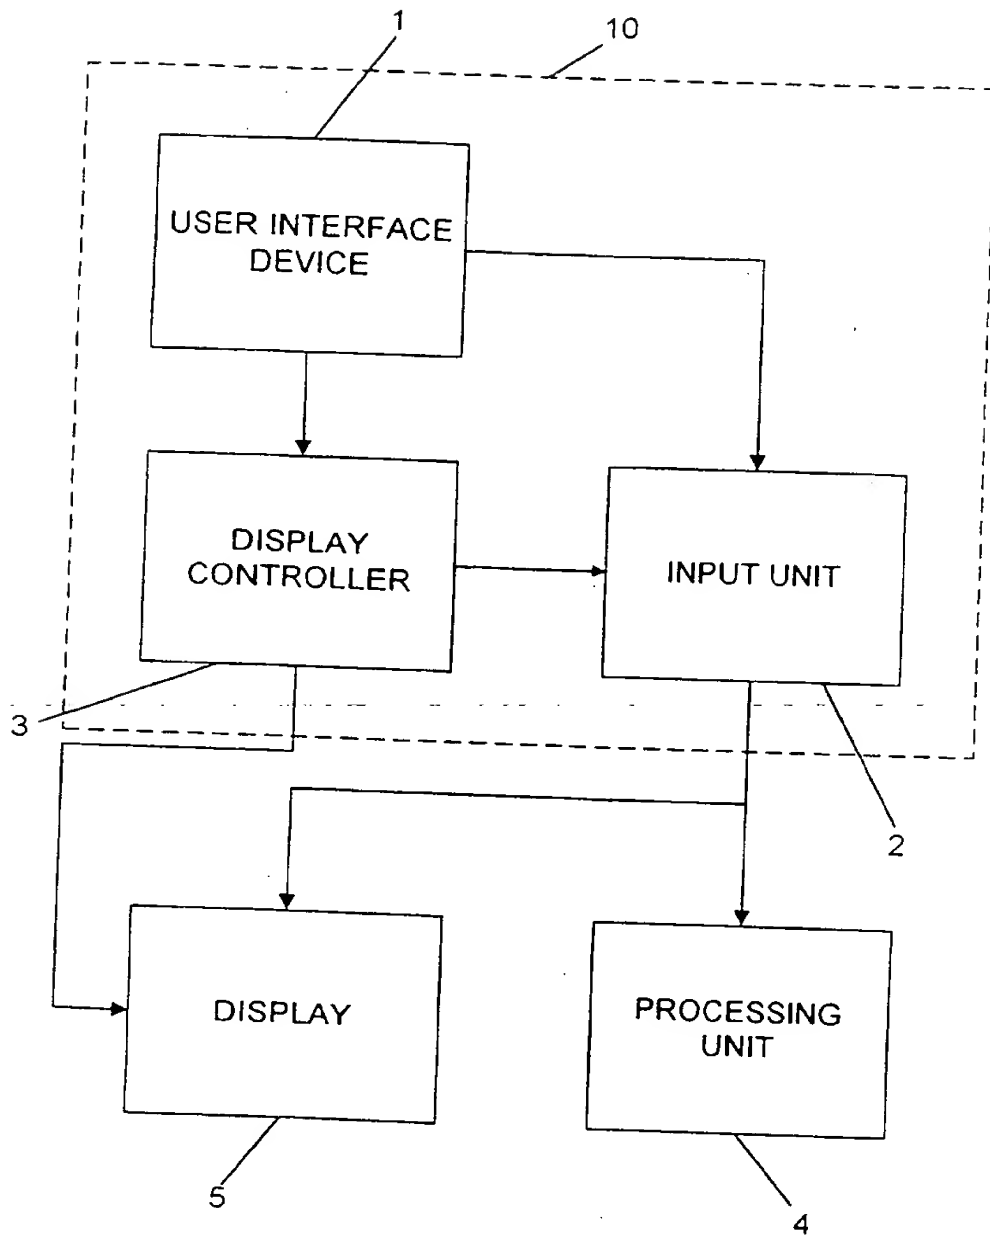 1
10
USER INTERFACE
DEVICE
DISPLAY
CONTROLLER
INPUT UNIT
3
2
DISPLAY
PROCESSING
UNIT
5
4